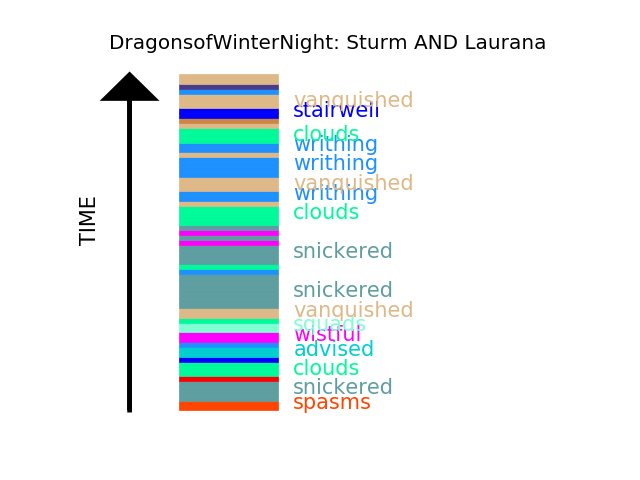 DragonsofWinterNight: Sturm AND Laurana
vanquished
stairwell
clouds
writhing
writhing
vanquished
writhing
clouds
snickered
snickered
vanquished
squads
wistful
advised
clouds
snickered
spasms
TIME